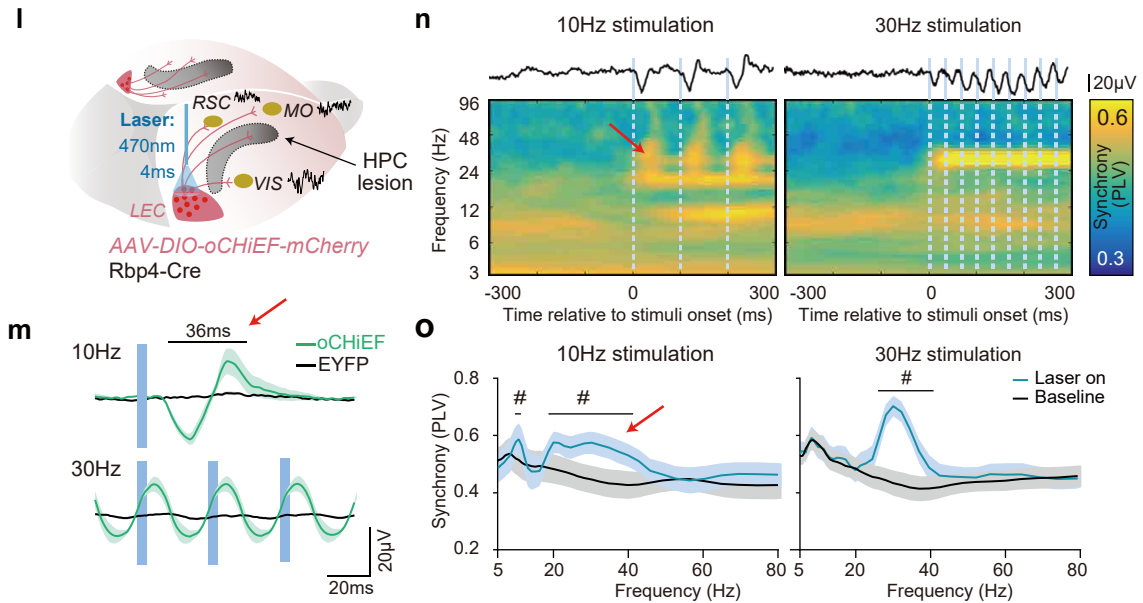 l
RSC
MO
Laser:
470nm
4ms
VIS
HPC
lesion
LEC
AAV-DIO-oCHiEF-mCherry
Rbp4-Cre
m
36ms
10Hz
oCHiEF
EYFP
30Hz
20µV
20ms
n
10Hz stimulation
30Hz stimulation
20µV
Frequency (Hz)
96
48
24
12
6
3
0.6
Synchrony
(PLV)
0.3
-300
0
300
-300
0
300
Time relative to stimuli onset (ms)
Time relative to stimuli onset (ms)
o
10Hz stimulation
30Hz stimulation
Synchrony (PLV)
0.8
0.6
0.4
0.2
#
#
#
Laser on
Baseline
5
20
40
60
80
5
20
40
60
80
Frequency (Hz)
Frequency (Hz)